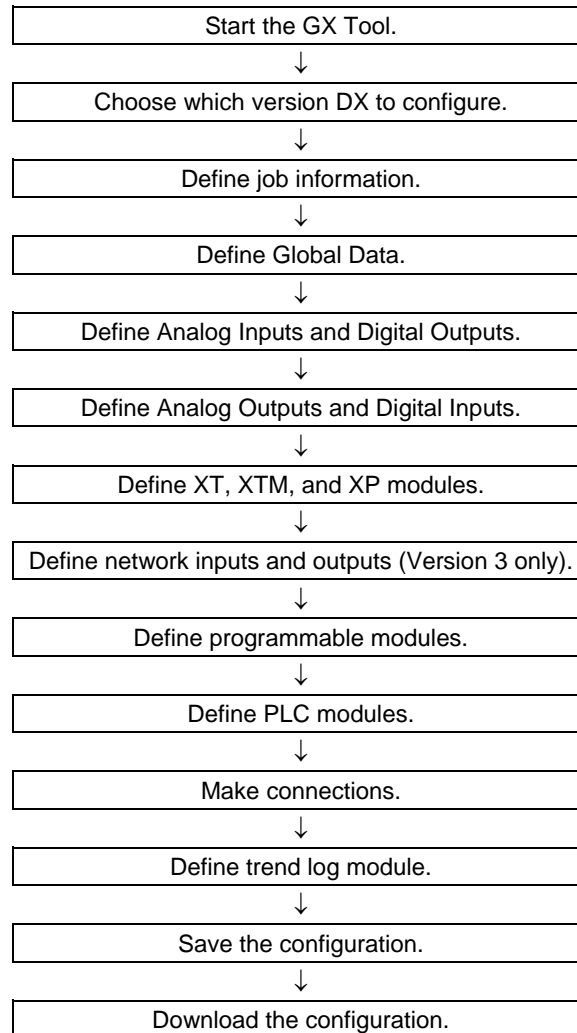 Start the GX Tool.
↓
Choose which version DX to configure.
↓
Define job information.
↓
Define Global Data.
↓
Define Analog Inputs and Digital Outputs.
↓
Define Analog Outputs and Digital Inputs.
↓
Define XT, XTM, and XP modules.
↓
Define network inputs and outputs (Version 3 only).
↓
Define programmable modules.
↓
Define PLC modules.
↓
Make connections.
↓
Define trend log module.
↓
Save the configuration.
↓
Download the configuration.